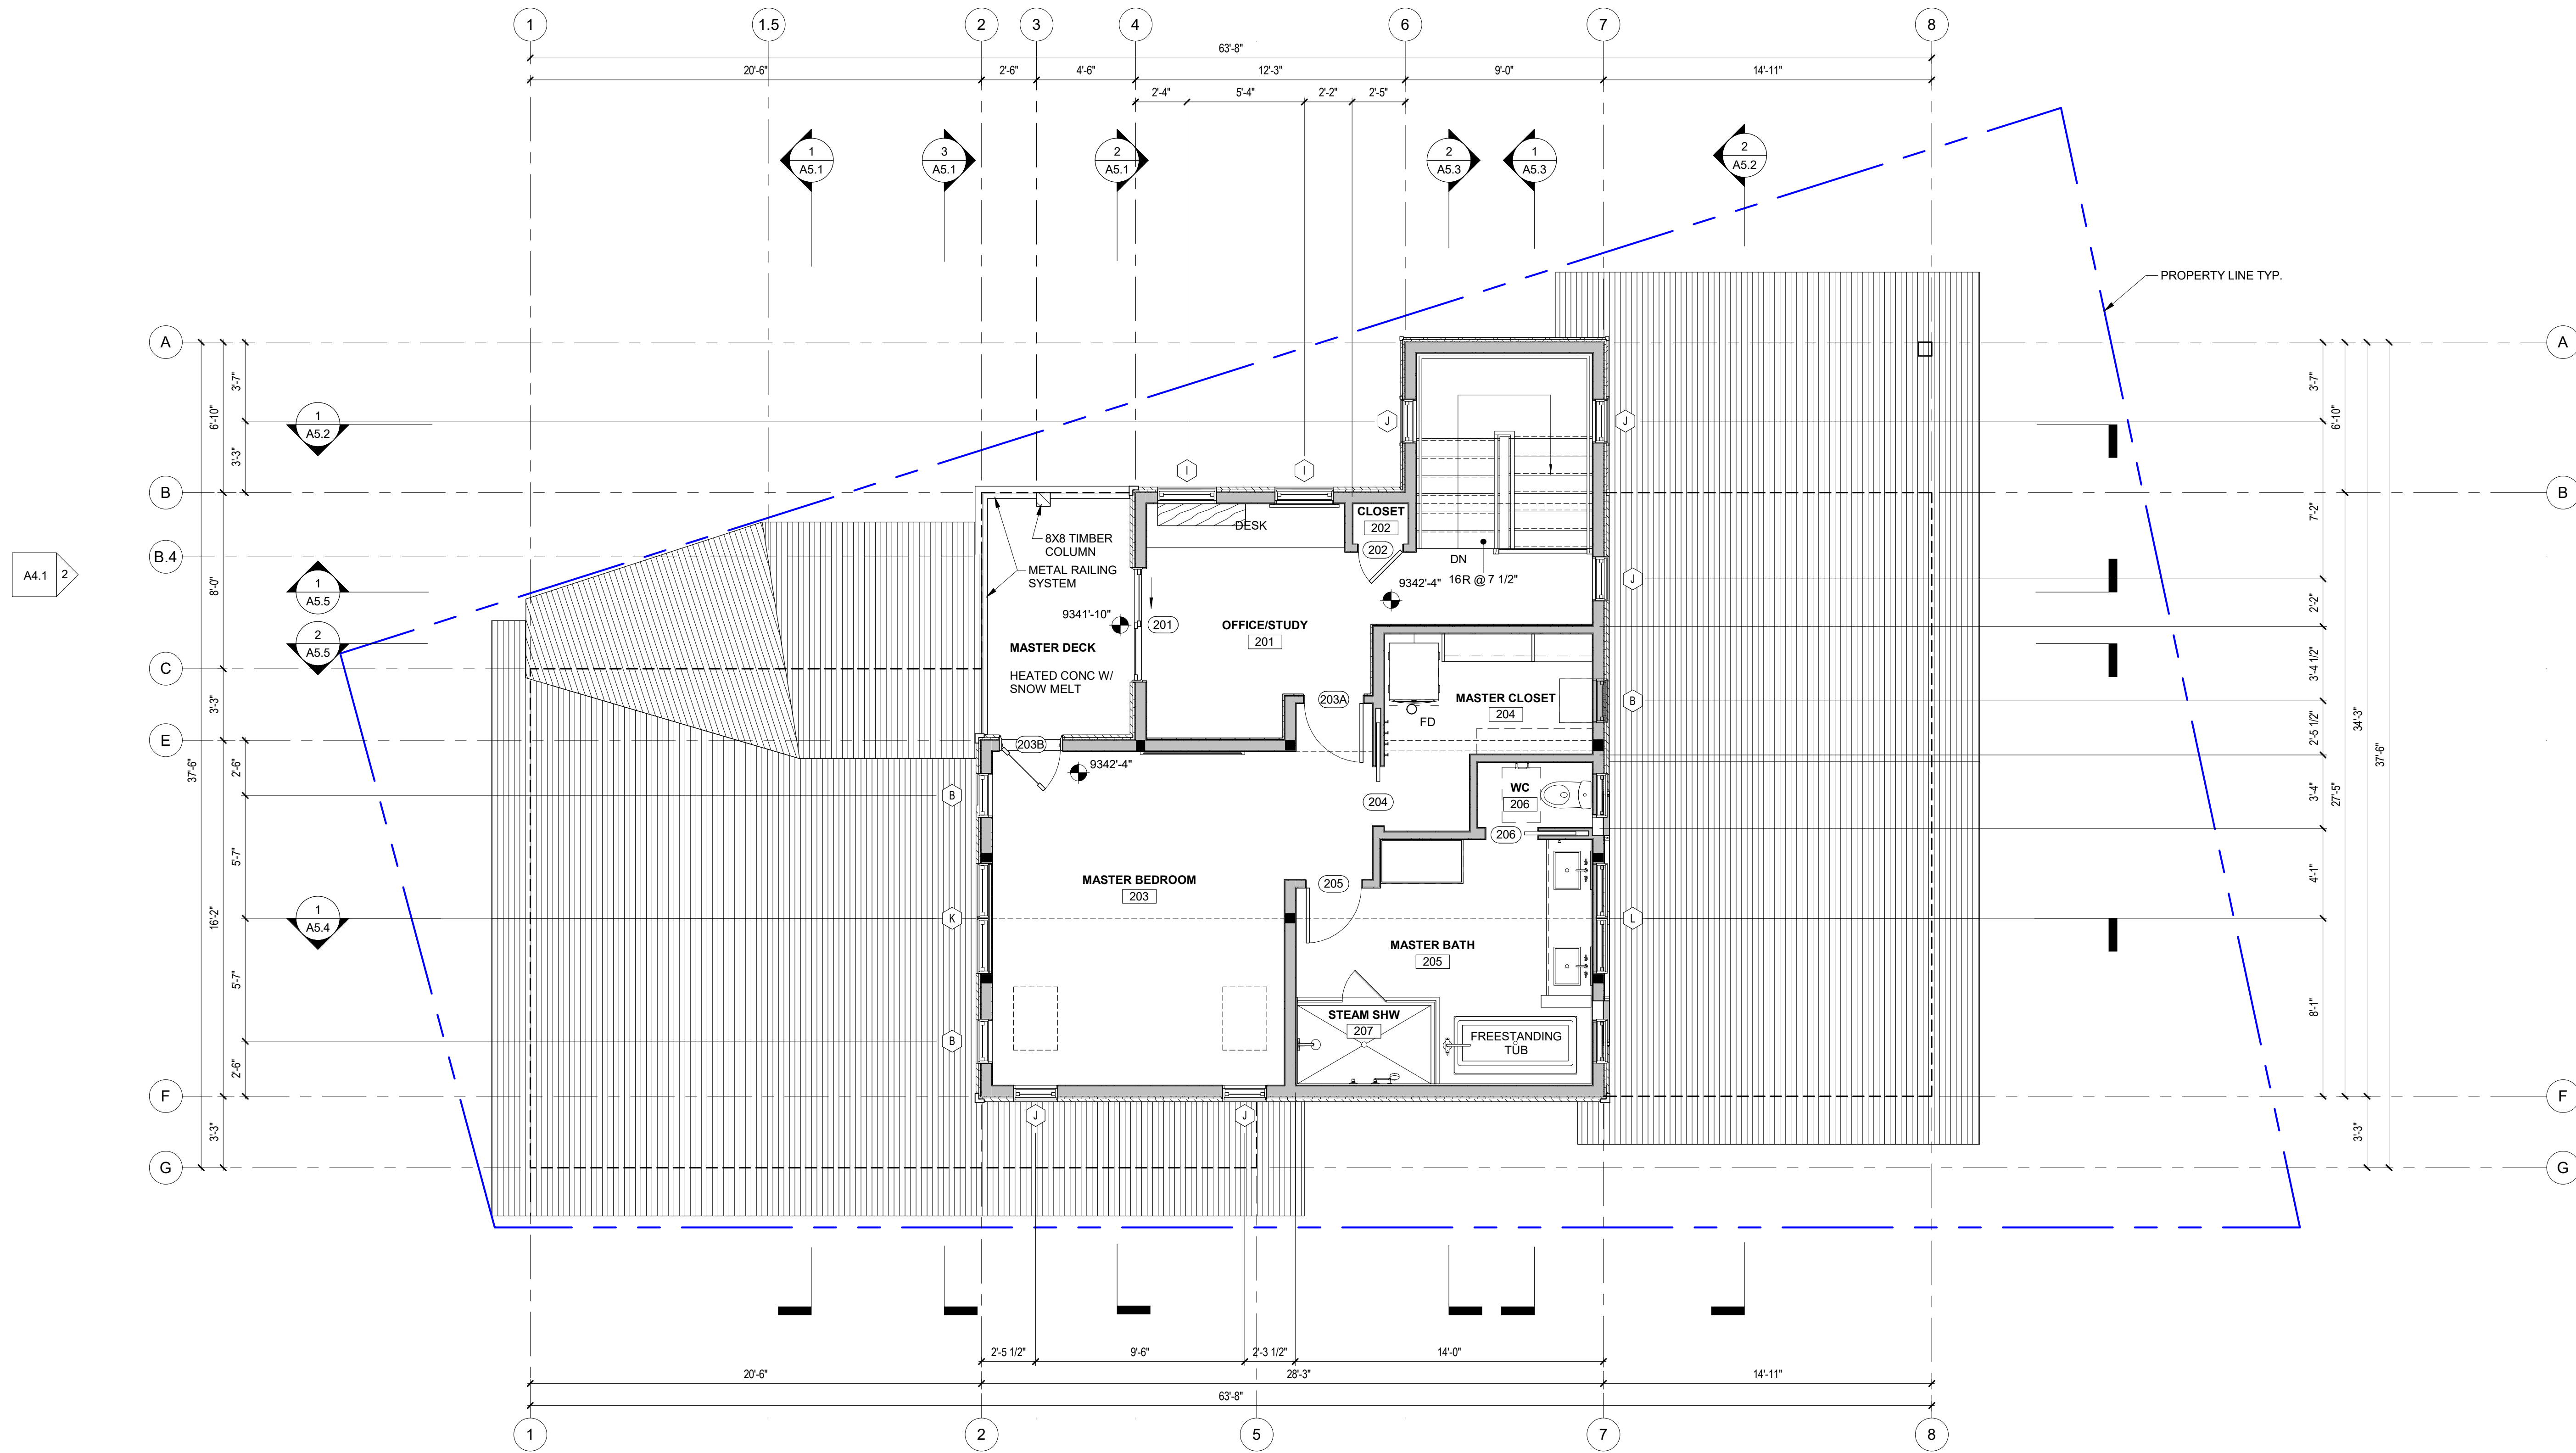 1
1.5
2
3
4
6
7
8
63'-8"
20'-6"
2'-6"
4'-6"
12'-3"
9'-0"
14'-11"
2'-4"
5'-4"
2'-2"
2'-5"
1
A5.1
3
A5.1
2
A5.1
2
A5.3
1
A5.3
2
A5.2
PROPERTY LINE TYP.
A
B
B.4
C
E
F
G
37'-6"
6'-10"
8'-0"
3'-3"
16'-2"
3'-3"
3'-7"
3'-3"
2'-6"
5'-7"
5'-7"
2'-6"
A4.1
2
1
A5.2
1
A5.5
2
A5.5
1
A5.4
J
J
I
I
J
B
B
K
L
B
J
J
DESK
CLOSET
202
202
8X8 TIMBER
COLUMN
METAL RAILING
SYSTEM
DN
16R @ 7 1/2"
9342'-4"
9341'-10"
201
OFFICE/STUDY
201
MASTER DECK
HEATED CONC W/
SNOW MELT
203A
MASTER CLOSET
204
FD
203B
9342'-4"
WC
206
204
206
MASTER BEDROOM
203
205
MASTER BATH
205
STEAM SHW
207
FREESTANDING
TUB
3'-7"
7'-2"
2'-2"
3'-4 1/2"
2'-5 1/2"
3'-4"
4'-1"
8'-1"
6'-10"
27'-5"
34'-3"
3'-3"
37'-6"
A
B
F
G
2'-5 1/2"
9'-6"
2'-3 1/2"
14'-0"
20'-6"
28'-3"
14'-11"
63'-8"
1
2
5
7
8